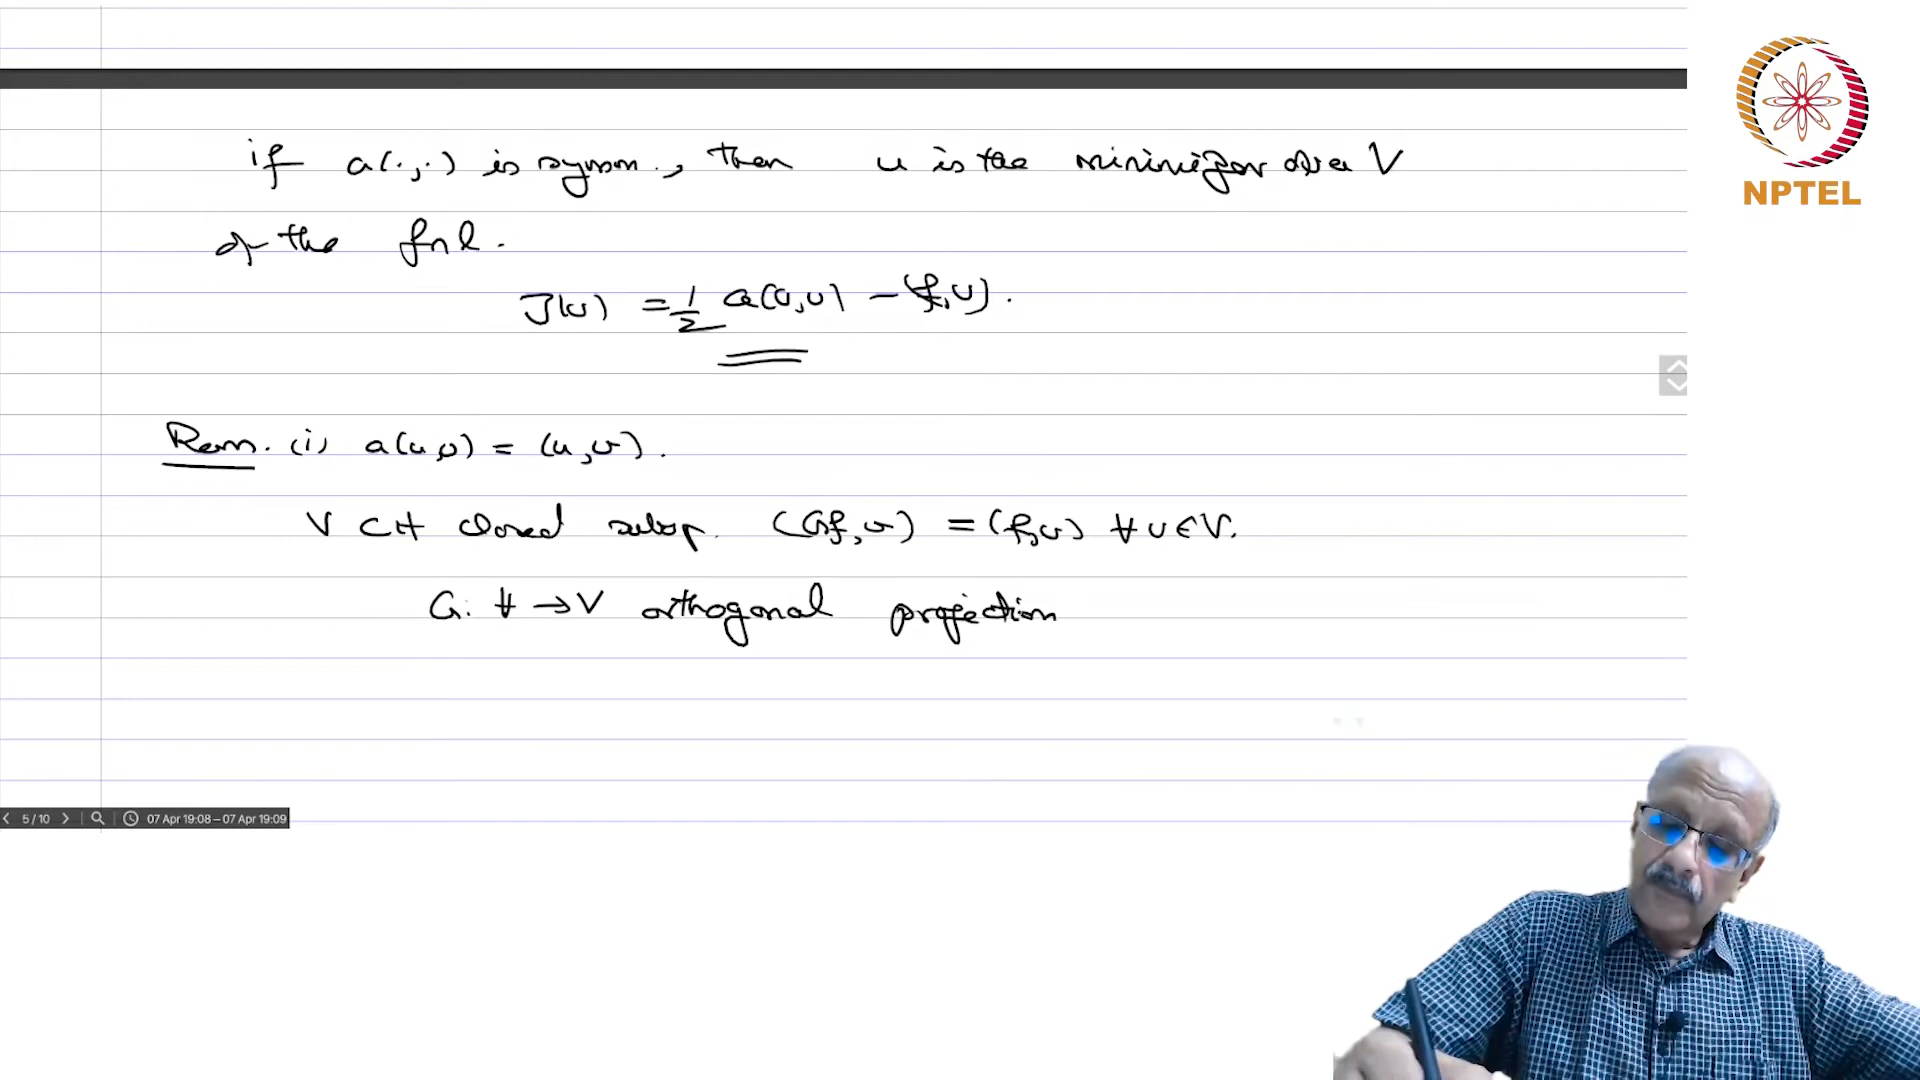 if a(·,·) is symm., then u is the minimizer over V
of the fnl.
J(v) = 1/2 a(v,v) - (f,v).
Rem. (i) a(u,v) = (u,v).
V ⊂ H closed subsp. (Gf,v) = (f,v) ∀ v ∈ V.
G: H → V orthogonal projection
NPTEL
5 / 10
07 Apr 19:08 – 07 Apr 19:09